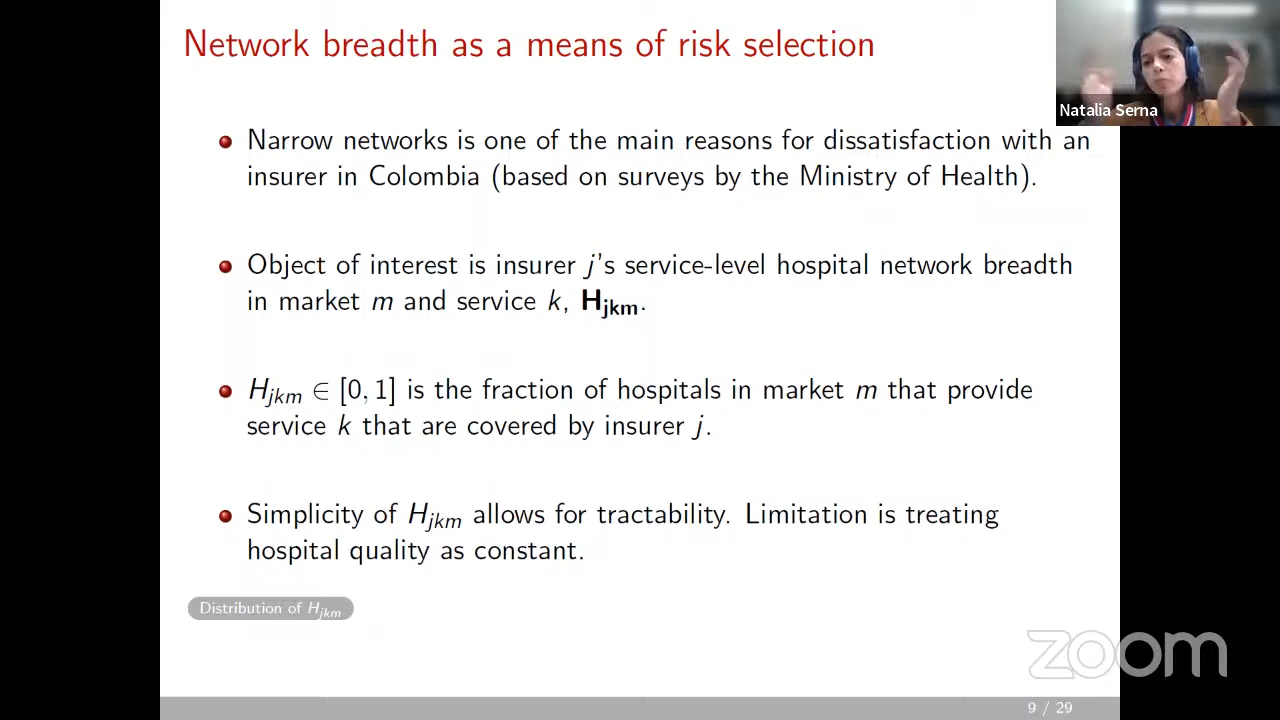 Network breadth as a means of risk selection
Natalia Serna
Narrow networks is one of the main reasons for dissatisfaction with an
insurer in Colombia (based on surveys by the Ministry of Health).
Object of interest is insurer j's service-level hospital network breadth
in market m and service k, H_jkm.
H_jkm ∈ [0, 1] is the fraction of hospitals in market m that provide
service k that are covered by insurer j.
Simplicity of H_jkm allows for tractability. Limitation is treating
hospital quality as constant.
Distribution of H_jkm
zoom
9 / 29